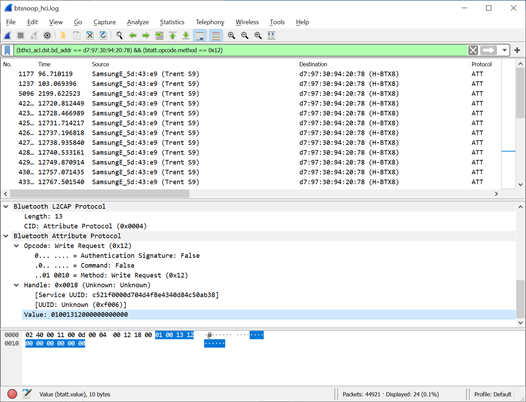 btsnoop_hci.log
File Edit View Go Capture Analyze Statistics Telephony Wireless Tools Help
(bthci_acl.dst.bd_addr == d7:97:30:94:20:78) && (btatt.opcode.method == 0x12)
No. Time Source Destination Protocol
1177 96.710119 SamsungE_5d:43:e9 (Trent S9) d7:97:30:94:20:78 (H-BTX8) ATT
1237 103.069396 SamsungE_5d:43:e9 (Trent S9) d7:97:30:94:20:78 (H-BTX8) ATT
5096 2199.622523 SamsungE_5d:43:e9 (Trent S9) d7:97:30:94:20:78 (H-BTX8) ATT
422… 12720.812449 SamsungE_5d:43:e9 (Trent S9) d7:97:30:94:20:78 (H-BTX8) ATT
423… 12728.466989 SamsungE_5d:43:e9 (Trent S9) d7:97:30:94:20:78 (H-BTX8) ATT
425… 12731.714217 SamsungE_5d:43:e9 (Trent S9) d7:97:30:94:20:78 (H-BTX8) ATT
427… 12737.196818 SamsungE_5d:43:e9 (Trent S9) d7:97:30:94:20:78 (H-BTX8) ATT
427… 12738.935840 SamsungE_5d:43:e9 (Trent S9) d7:97:30:94:20:78 (H-BTX8) ATT
428… 12740.533161 SamsungE_5d:43:e9 (Trent S9) d7:97:30:94:20:78 (H-BTX8) ATT
429… 12749.870914 SamsungE_5d:43:e9 (Trent S9) d7:97:30:94:20:78 (H-BTX8) ATT
430… 12757.071435 SamsungE_5d:43:e9 (Trent S9) d7:97:30:94:20:78 (H-BTX8) ATT
433… 12767.501540 SamsungE_5d:43:e9 (Trent S9) d7:97:30:94:20:78 (H-BTX8) ATT
Bluetooth L2CAP Protocol
Length: 13
CID: Attribute Protocol (0x0004)
Bluetooth Attribute Protocol
Opcode: Write Request (0x12)
0... .... = Authentication Signature: False
.0.. .... = Command: False
..01 0010 = Method: Write Request (0x12)
Handle: 0x0018 (Unknown: Unknown)
[Service UUID: c521f0000d704d4f8e4340d84c50ab38]
[UUID: Unknown (0xf006)]
Value: 01001312000000000000
0000 02 40 00 11 00 0d 00 04 00 12 18 00 01 00 13 12 ·@······ ········
0010 00 00 00 00 00 00 ······
Value (btatt.value), 10 bytes Packets: 44921 · Displayed: 24 (0.1%) Profile: Default